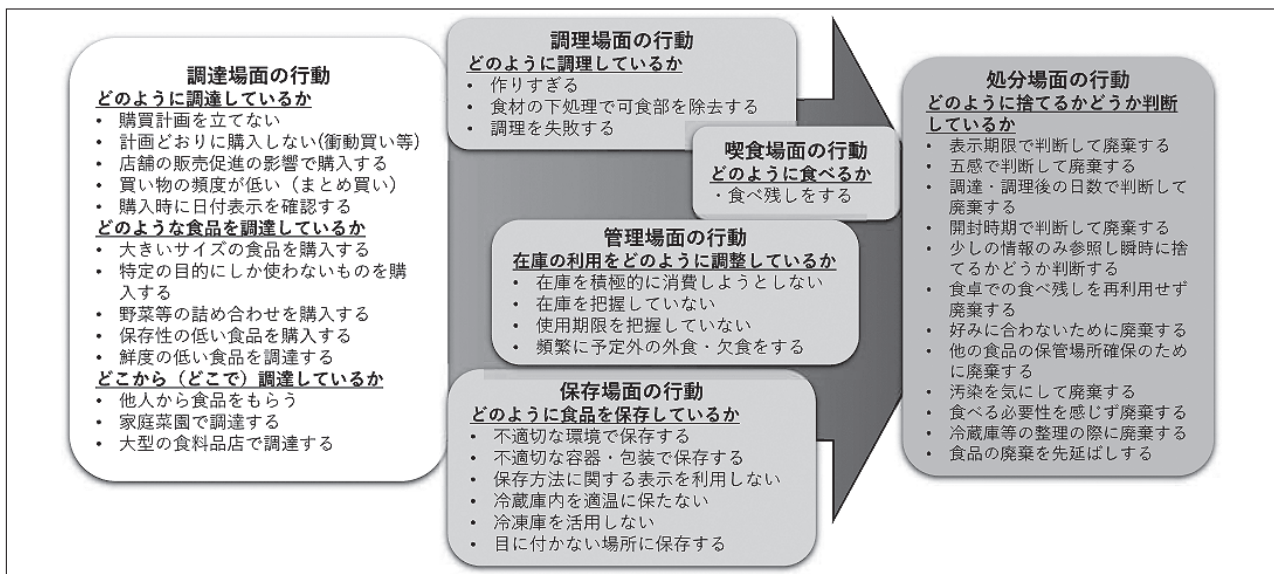 調達場面の行動
どのように調達しているか
• 購買計画を立てない
• 計画どおりに購入しない(衝動買い等)
• 店舗の販売促進の影響で購入する
• 買い物の頻度が低い（まとめ買い）
• 購入時に日付表示を確認する
どのような食品を調達しているか
• 大きいサイズの食品を購入する
• 特定の目的にしか使わないものを購
入する
• 野菜等の詰め合わせを購入する
• 保存性の低い食品を購入する
• 鮮度の低い食品を調達する
どこから（どこで）調達しているか
• 他人から食品をもらう
• 家庭菜園で調達する
• 大型の食料品店で調達する
調理場面の行動
どのように調理しているか
• 作りすぎる
• 食材の下処理で可食部を除去する
• 調理を失敗する
喫食場面の行動
どのように食べるか
・食べ残しをする
管理場面の行動
在庫の利用をどのように調整しているか
• 在庫を積極的に消費しようとしない
• 在庫を把握していない
• 使用期限を把握していない
• 頻繁に予定外の外食・欠食をする
保存場面の行動
どのように食品を保存しているか
• 不適切な環境で保存する
• 不適切な容器・包装で保存する
• 保存方法に関する表示を利用しない
• 冷蔵庫内を適温に保たない
• 冷凍庫を活用しない
• 目に付かない場所に保存する
処分場面の行動
どのように捨てるかどうか判断
しているか
• 表示期限で判断して廃棄する
• 五感で判断して廃棄する
• 調達・調理後の日数で判断して
廃棄する
• 開封時期で判断して廃棄する
• 少しの情報のみ参照し瞬時に捨
てるかどうか判断する
• 食卓での食べ残しを再利用せず
廃棄する
• 好みに合わないために廃棄する
• 他の食品の保管場所確保のため
に廃棄する
• 汚染を気にして廃棄する
• 食べる必要性を感じず廃棄する
• 冷蔵庫等の整理の際に廃棄する
• 食品の廃棄を先延ばしする